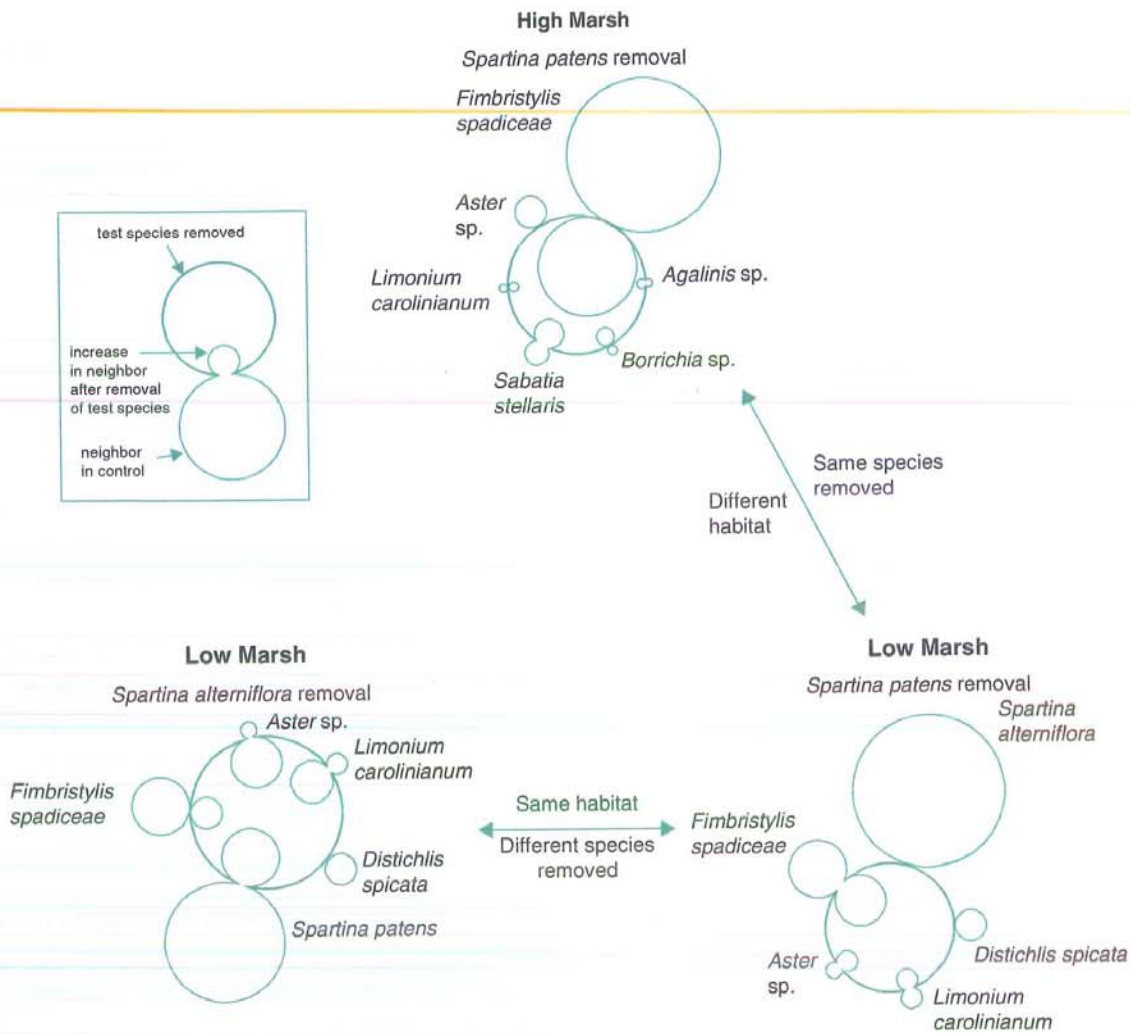 High Marsh
Spartina patens removal
Fimbristylis
spadiceae
Aster
sp.
Limonium
carolinianum
Agalinis sp.
Borrichia sp.
Sabatia
stellaris
test species removed
increase
in neighbor
after removal
of test species
neighbor
in control
Same species
removed
Different
habitat
Low Marsh
Spartina alterniflora removal
Aster sp.
Limonium
carolinianum
Fimbristylis
spadiceae
Distichlis
spicata
Spartina patens
Same habitat
Different species
removed
Low Marsh
Spartina patens removal
Spartina
alterniflora
Fimbristylis
spadiceae
Distichlis spicata
Aster
sp.
Limonium
carolinianum